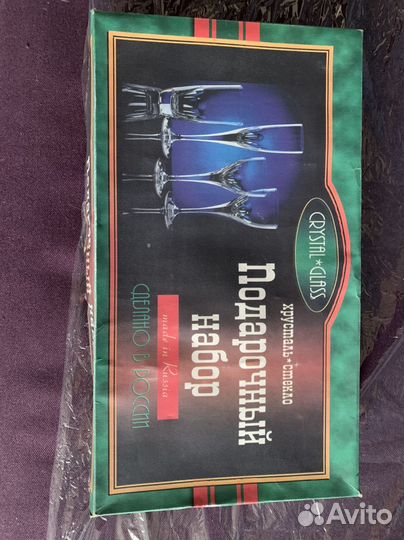 CRYSTAL*GLASS
хрусталь*стекло
ПОДАРОЧНЫЙ
НАБОР
made in Russia
СДЕЛАНО В РОССИИ
Avito